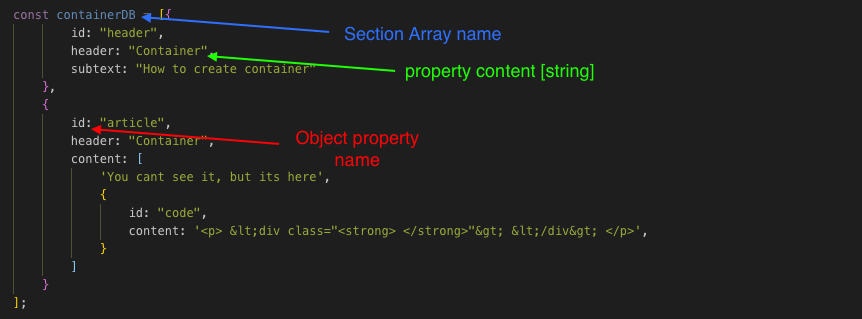 const containerDB = [{
Section Array name
id: "header",
header: "Container",
subtext: "How to create container"
property content [string]
},
{
id: "article",
header: "Container",
Object property
name
content: [
'You cant see it, but its here',
{
id: "code",
content: '<p> &lt;div class="<strong> </strong>"&gt; &lt;/div&gt; </p>',
}
]
}
];